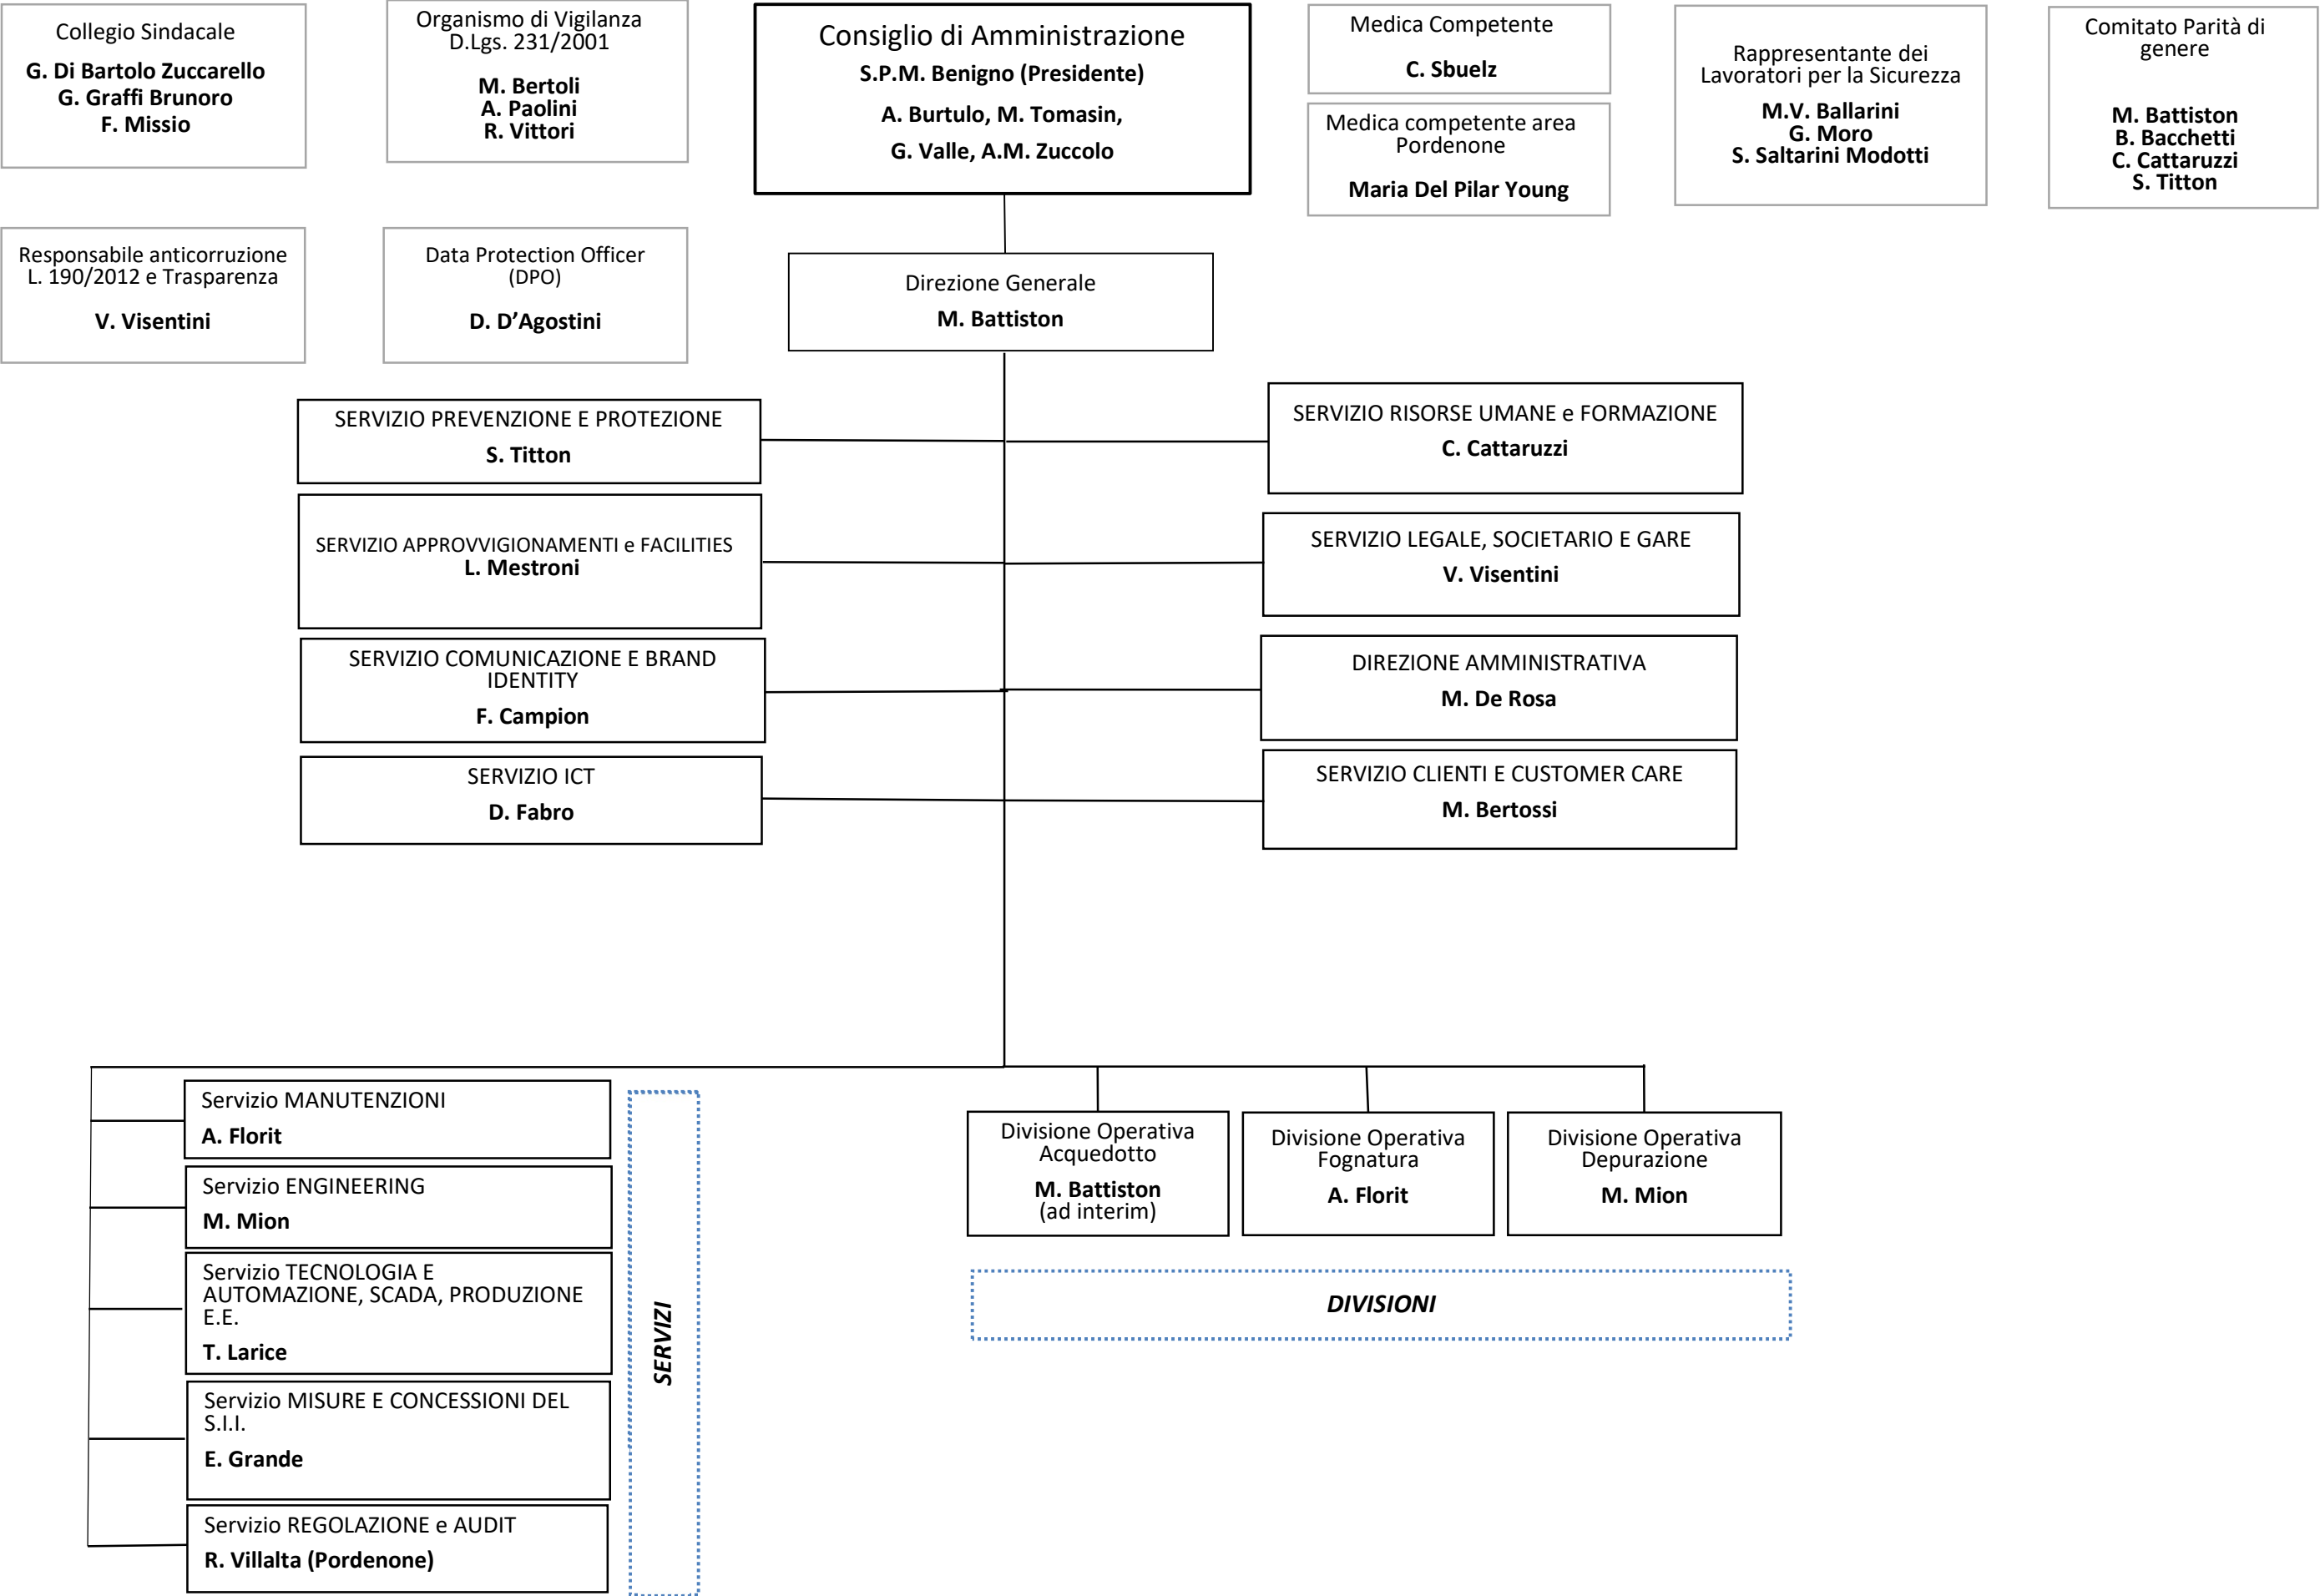 Collegio Sindacale
G. Di Bartolo Zuccarello
G. Graffi Brunoro
F. Missio
Organismo di Vigilanza
D.Lgs. 231/2001
M. Bertoli
A. Paolini
R. Vittori
Consiglio di Amministrazione
S.P.M. Benigno (Presidente)
A. Burtulo, M. Tomasin,
G. Valle, A.M. Zuccolo
Medica Competente
C. Sbuelz
Medica competente area
Pordenone
Maria Del Pilar Young
Rappresentante dei
Lavoratori per la Sicurezza
M.V. Ballarini
G. Moro
S. Saltarini Modotti
Comitato Parità di
genere
M. Battiston
B. Bacchetti
C. Cattaruzzi
S. Titton
Responsabile anticorruzione
L. 190/2012 e Trasparenza
V. Visentini
Data Protection Officer
(DPO)
D. D’Agostini
Direzione Generale
M. Battiston
SERVIZIO PREVENZIONE E PROTEZIONE
S. Titton
SERVIZIO RISORSE UMANE e FORMAZIONE
C. Cattaruzzi
SERVIZIO APPROVVIGIONAMENTI e FACILITIES
L. Mestroni
SERVIZIO LEGALE, SOCIETARIO E GARE
V. Visentini
SERVIZIO COMUNICAZIONE E BRAND
IDENTITY
F. Campion
DIREZIONE AMMINISTRATIVA
M. De Rosa
SERVIZIO ICT
D. Fabro
SERVIZIO CLIENTI E CUSTOMER CARE
M. Bertossi
Servizio MANUTENZIONI
A. Florit
Servizio ENGINEERING
M. Mion
Servizio TECNOLOGIA E
AUTOMAZIONE, SCADA, PRODUZIONE
E.E.
T. Larice
Servizio MISURE E CONCESSIONI DEL
S.I.I.
E. Grande
Servizio REGOLAZIONE e AUDIT
R. Villalta (Pordenone)
SERVIZI
Divisione Operativa
Acquedotto
M. Battiston
(ad interim)
Divisione Operativa
Fognatura
A. Florit
Divisione Operativa
Depurazione
M. Mion
DIVISIONI